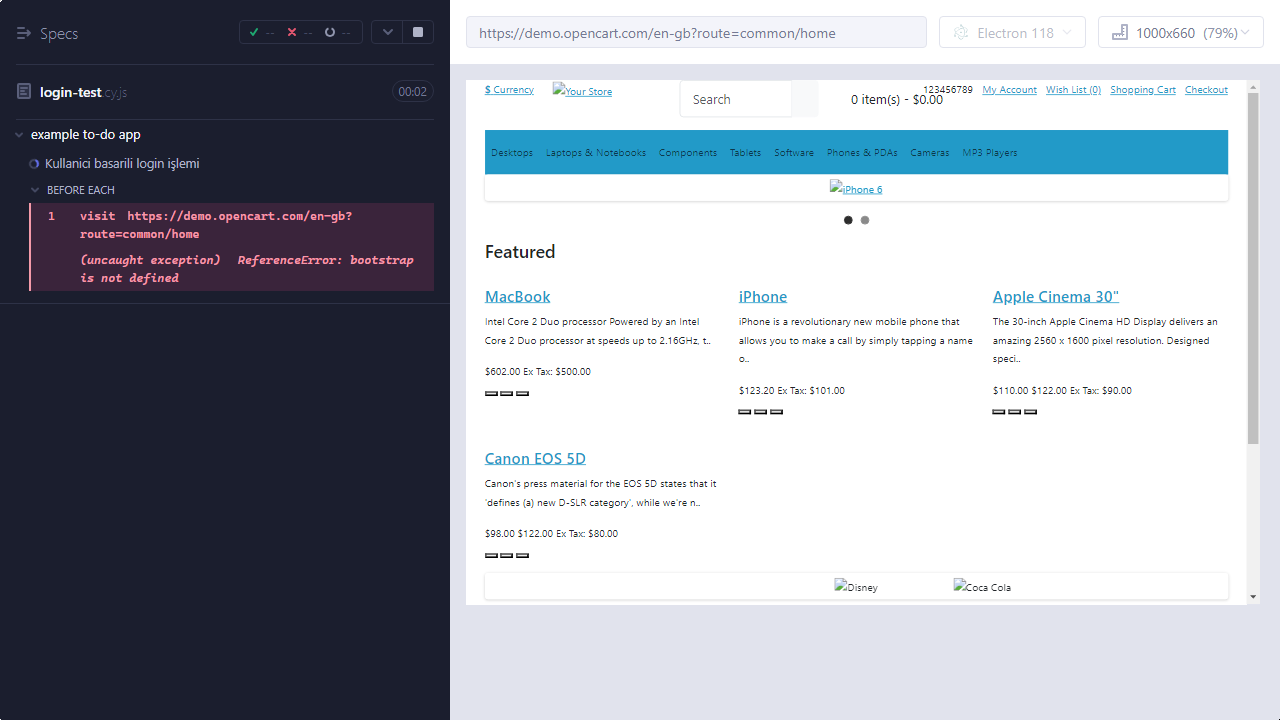 Specs
-- -- --
https://demo.opencart.com/en-gb?route=common/home
Electron 118
1000x660 (79%)
login-test.cy.js
00:02
example to-do app
Kullanici basarili login işlemi
BEFORE EACH
1 visit https://demo.opencart.com/en-gb?
route=common/home
(uncaught exception) ReferenceError: bootstrap
is not defined
$ Currency
Your Store
Search
0 item(s) - $0.00
123456789
My Account
Wish List (0)
Shopping Cart
Checkout
Desktops Laptops & Notebooks Components Tablets Software Phones & PDAs Cameras MP3 Players
iPhone 6
Featured
MacBook
Intel Core 2 Duo processor Powered by an Intel
Core 2 Duo processor at speeds up to 2.16GHz, t..
$602.00 Ex Tax: $500.00
iPhone
iPhone is a revolutionary new mobile phone that
allows you to make a call by simply tapping a name
o..
$123.20 Ex Tax: $101.00
Apple Cinema 30"
The 30-inch Apple Cinema HD Display delivers an
amazing 2560 x 1600 pixel resolution. Designed
speci..
$110.00 $122.00 Ex Tax: $90.00
Canon EOS 5D
Canon's press material for the EOS 5D states that it
'defines (a) new D-SLR category', while we're n..
$98.00 $122.00 Ex Tax: $80.00
Disney
Coca Cola